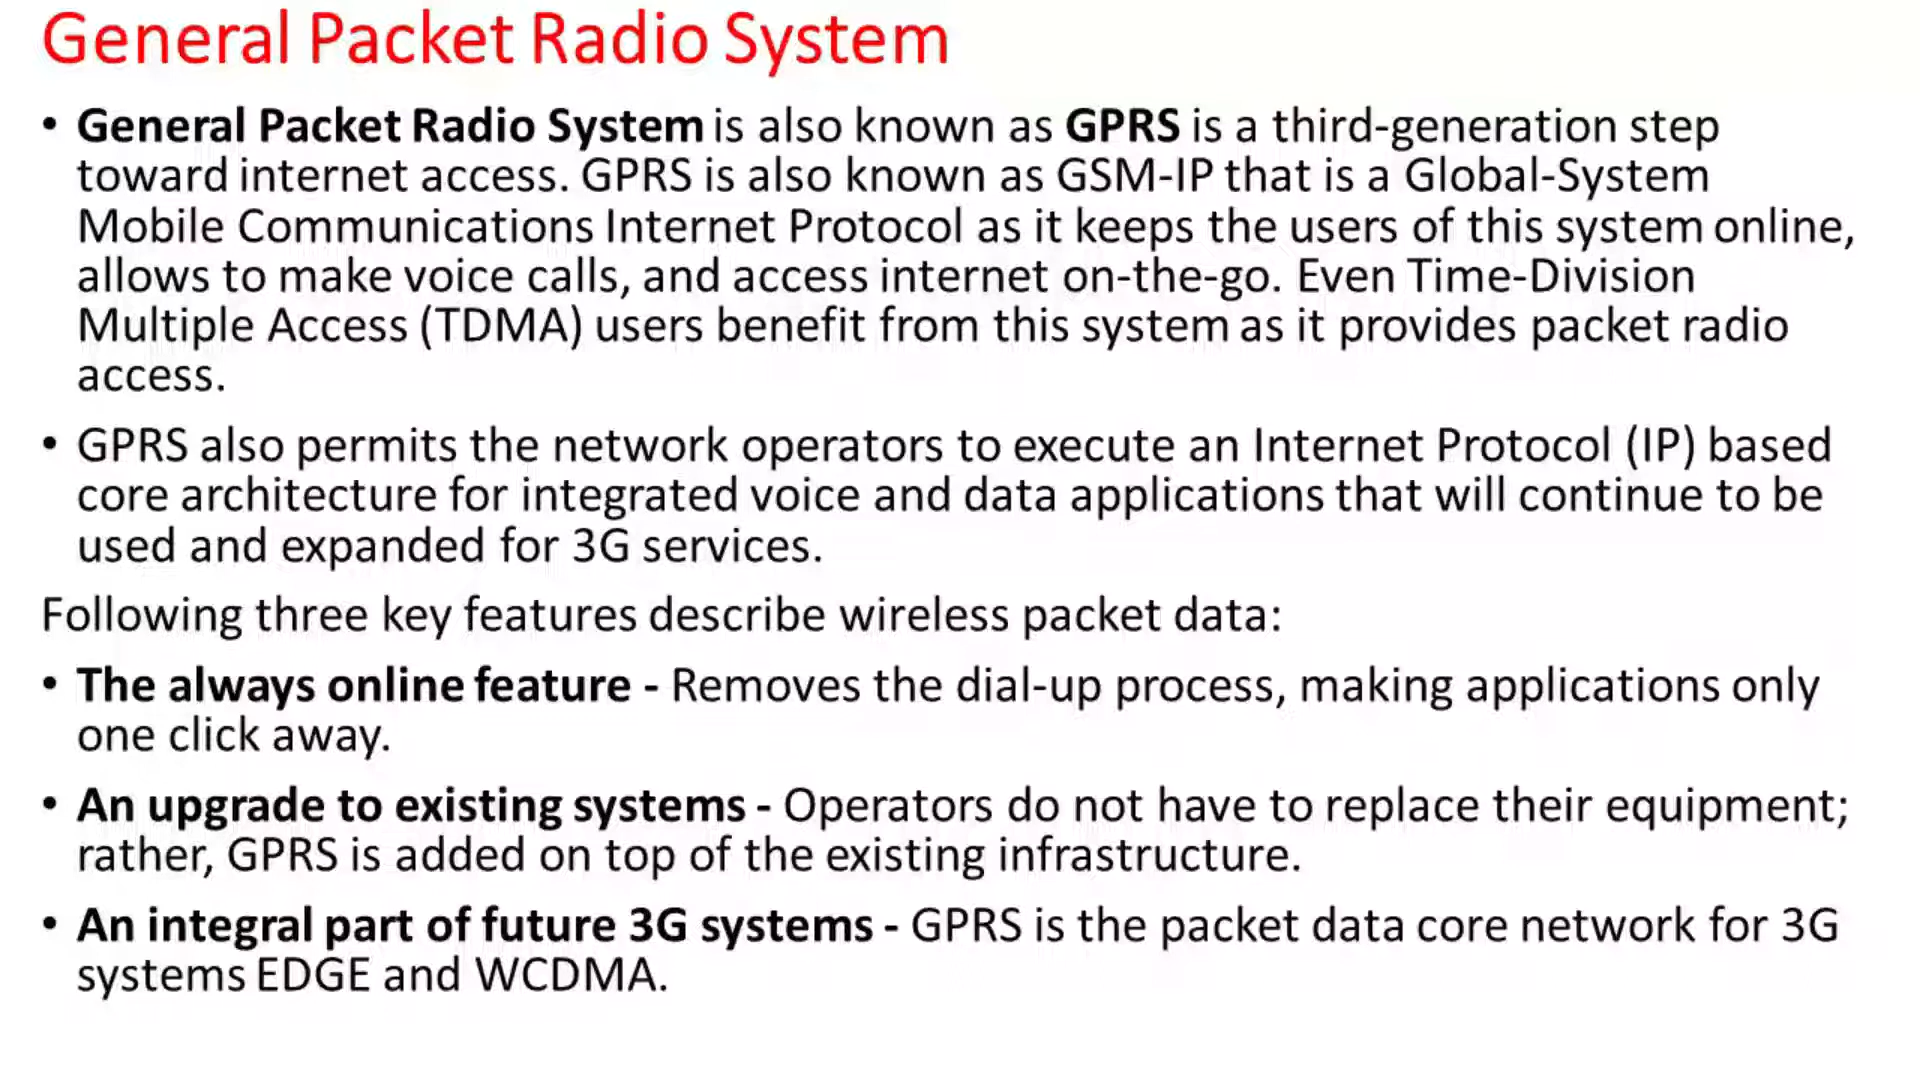 General Packet Radio System
• General Packet Radio System is also known as GPRS is a third-generation step
toward internet access. GPRS is also known as GSM-IP that is a Global-System
Mobile Communications Internet Protocol as it keeps the users of this system online,
allows to make voice calls, and access internet on-the-go. Even Time-Division
Multiple Access (TDMA) users benefit from this system as it provides packet radio
access.
• GPRS also permits the network operators to execute an Internet Protocol (IP) based
core architecture for integrated voice and data applications that will continue to be
used and expanded for 3G services.
Following three key features describe wireless packet data:
• The always online feature - Removes the dial-up process, making applications only
one click away.
• An upgrade to existing systems - Operators do not have to replace their equipment;
rather, GPRS is added on top of the existing infrastructure.
• An integral part of future 3G systems - GPRS is the packet data core network for 3G
systems EDGE and WCDMA.